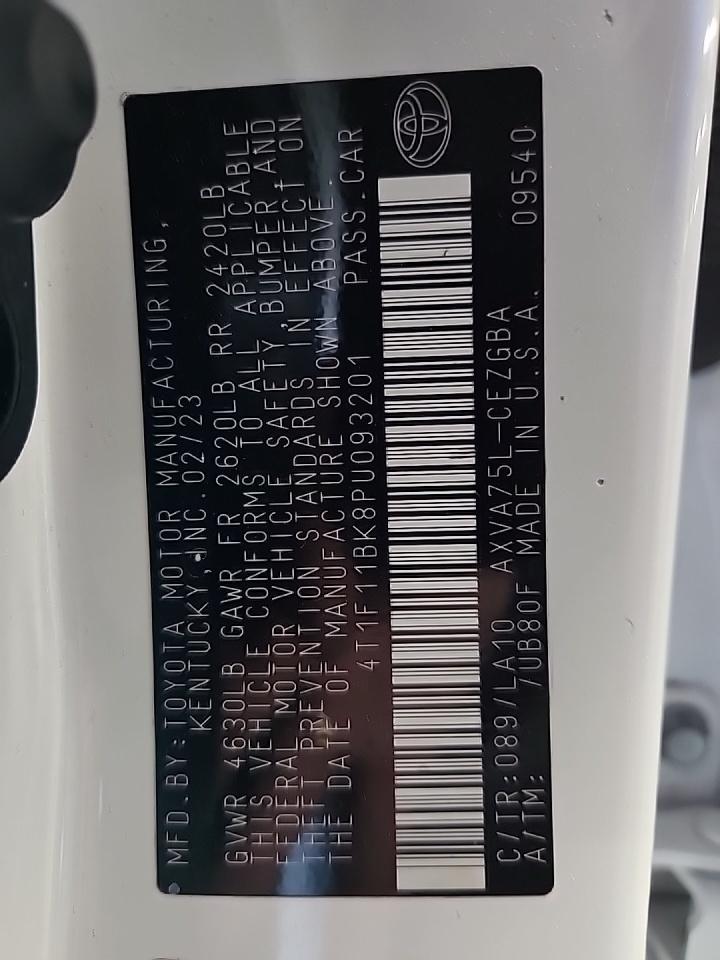 MFD.BY:TOYOTA MOTOR MANUFACTURING,
KENTUCKY,INC.02/23
GVWR 4630LB GAWR FR 2620LB RR 2420LB
THIS VEHICLE CONFORMS TO ALL APPLICABLE
FEDERAL MOTOR VEHICLE SAFETY,BUMPER,AND
THEFT PREVENTION STANDARDS IN EFFECT ON
THE DATE OF MANUFACTURE SHOWN ABOVE.
4T1F11BK8PU093201 PASS.CAR
C/TR:089/LA10 AXVA75L-CEZGBA
A/TM: /UB80F MADE IN U.S.A. 09540